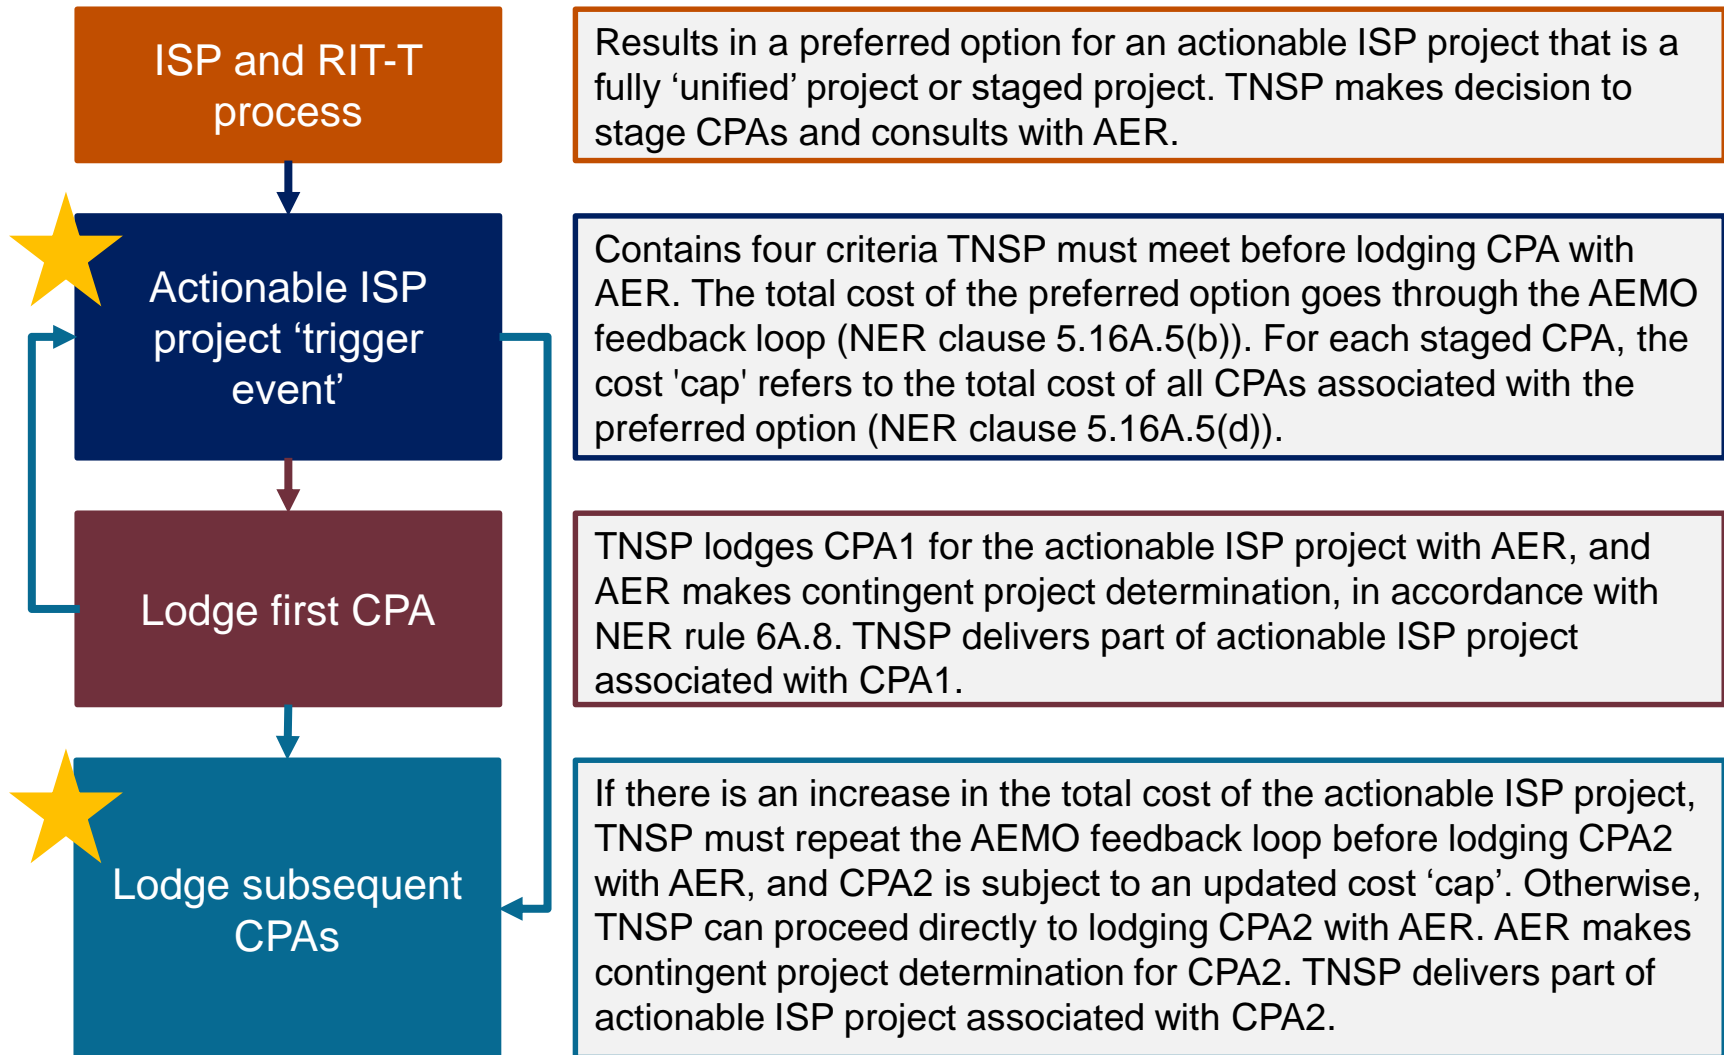 ISP and RIT-T
process
Results in a preferred option for an actionable ISP project that is a
fully ‘unified’ project or staged project. TNSP makes decision to
stage CPAs and consults with AER.
Actionable ISP
project ‘trigger
event’
Contains four criteria TNSP must meet before lodging CPA with
AER. The total cost of the preferred option goes through the AEMO
feedback loop (NER clause 5.16A.5(b)). For each staged CPA, the
cost 'cap' refers to the total cost of all CPAs associated with the
preferred option (NER clause 5.16A.5(d)).
Lodge first CPA
TNSP lodges CPA1 for the actionable ISP project with AER, and
AER makes contingent project determination, in accordance with
NER rule 6A.8. TNSP delivers part of actionable ISP project
associated with CPA1.
Lodge subsequent
CPAs
If there is an increase in the total cost of the actionable ISP project,
TNSP must repeat the AEMO feedback loop before lodging CPA2
with AER, and CPA2 is subject to an updated cost ‘cap’. Otherwise,
TNSP can proceed directly to lodging CPA2 with AER. AER makes
contingent project determination for CPA2. TNSP delivers part of
actionable ISP project associated with CPA2.